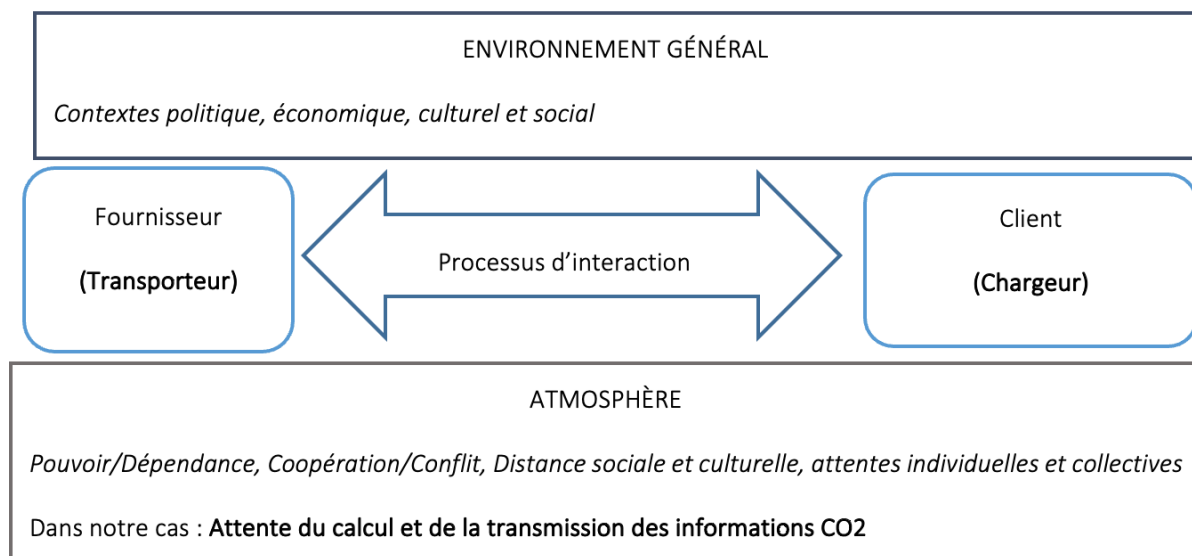 ENVIRONNEMENT GÉNÉRAL
Contextes politique, économique, culturel et social
Fournisseur
(Transporteur)
Processus d’interaction
Client
(Chargeur)
ATMOSPHÈRE
Pouvoir/Dépendance, Coopération/Conflit, Distance sociale et culturelle, attentes individuelles et collectives
Dans notre cas : Attente du calcul et de la transmission des informations CO2